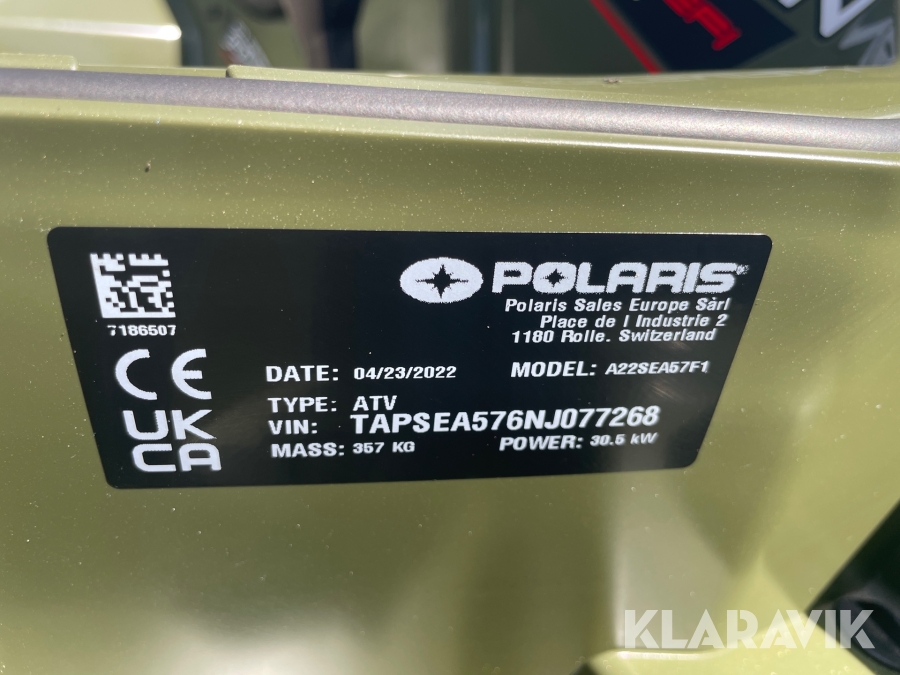 POLARIS
Polaris Sales Europe Sàrl
Place de l Industrie 2
1180 Rolle. Switzerland
7186507
CE
UK
CA
DATE: 04/23/2022
MODEL: A22SEA57F1
TYPE: ATV
VIN: TAPSEA576NJ077268
MASS: 357 KG
POWER: 30.5 kW
KLARAVIK